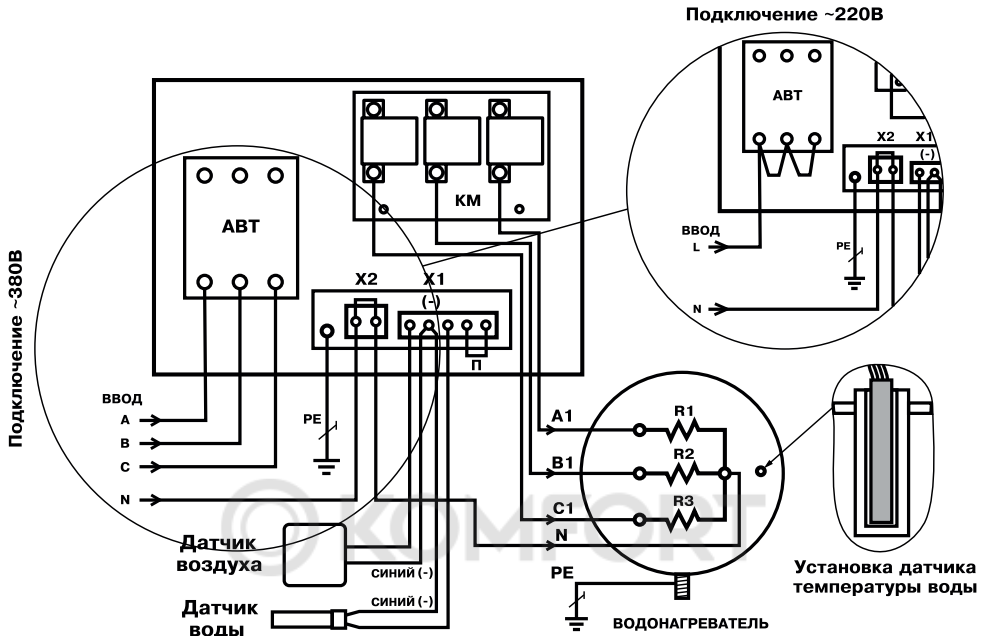 Подключение ~220В
АВТ
X2 X1
(-)
ВВОД
L
PE
N
КМ
АВТ
X2 X1
(-)
П
Подключение ~380В
ВВОД
A
B
C
N
PE
A1
B1
C1
N
PE
R1
R2
R3
KOMFORT
Датчик
воздуха
синий (-)
Датчик
воды
синий (-)
ВОДОНАГРЕВАТЕЛЬ
Установка датчика
температуры воды